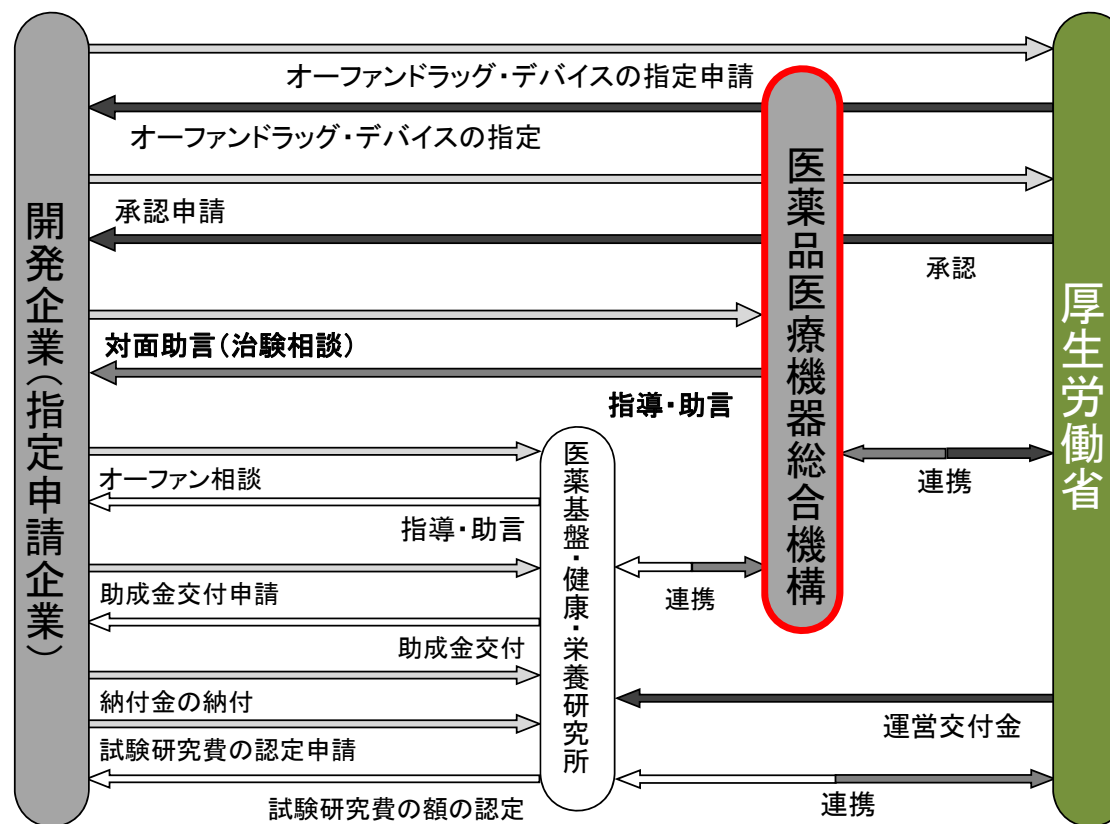 開発企業(指定申請企業)
オーファンドラッグ・デバイスの指定申請
オーファンドラッグ・デバイスの指定
承認申請
承認
対面助言(治験相談)
指導・助言
医薬品医療機器総合機構
厚生労働省
連携
オーファン相談
指導・助言
医薬基盤・健康・栄養研究所
連携
助成金交付申請
助成金交付
納付金の納付
運営交付金
試験研究費の認定申請
試験研究費の額の認定
連携